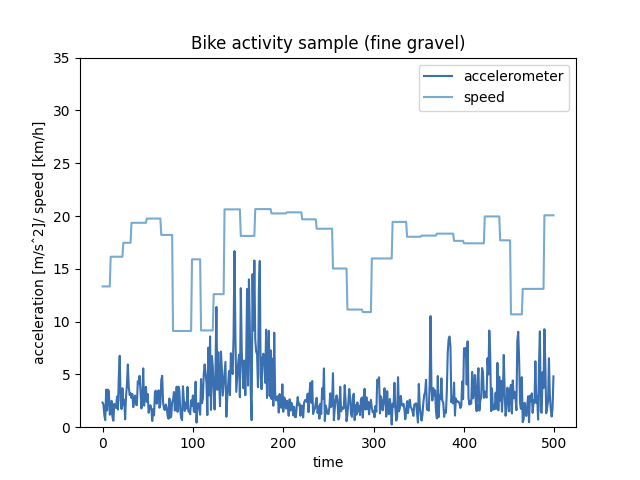 Bike activity sample (fine gravel)
accelerometer
speed
acceleration [m/s^2]/ speed [km/h]
35
30
25
20
15
10
5
0
0 100 200 300 400 500
time